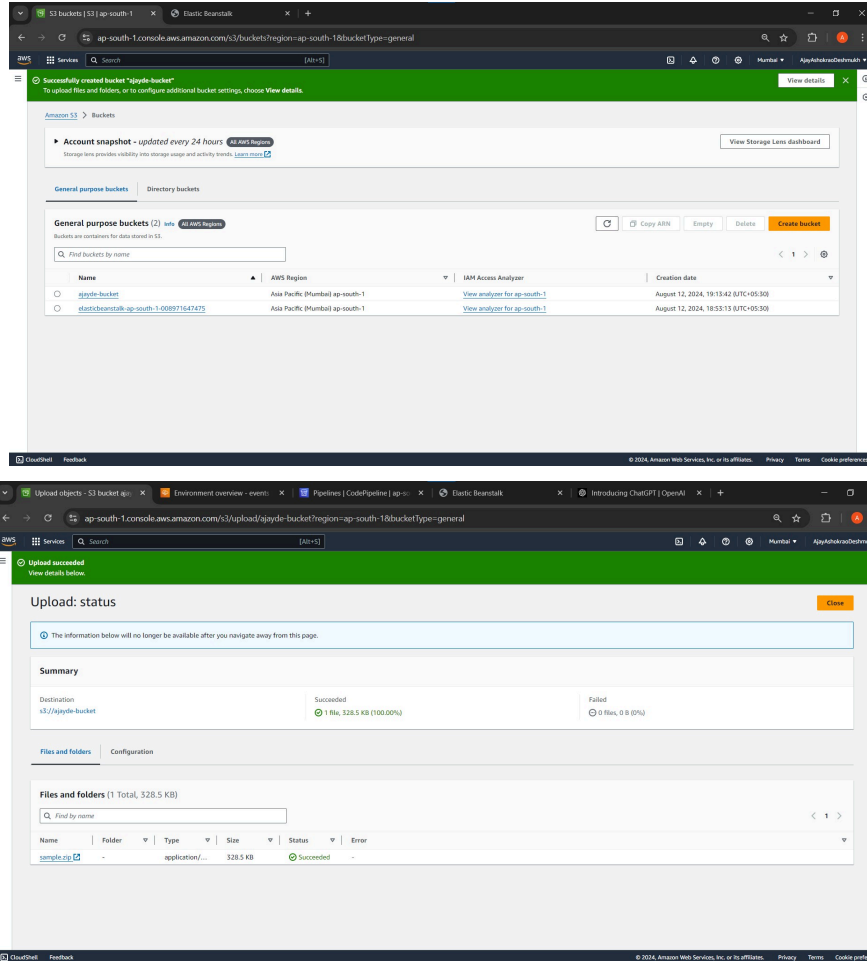 S3 buckets | S3 | ap-south-1
Elastic Beanstalk
ap-south-1.console.aws.amazon.com/s3/buckets?region=ap-south-1&bucketType=general
aws Services Search [Alt+S] Mumbai AjayAshokraoDeshmukh
Successfully created bucket "ajayde-bucket"
To upload files and folders, or to configure additional bucket settings, choose View details.
View details
Amazon S3 > Buckets
Account snapshot - updated every 24 hours All AWS Regions
Storage lens provides visibility into storage usage and activity trends. Learn more
View Storage Lens dashboard
General purpose buckets Directory buckets
General purpose buckets (2) Info All AWS Regions
Buckets are containers for data stored in S3.
Copy ARN Empty Delete Create bucket
Find buckets by name
1
Name AWS Region IAM Access Analyzer Creation date
ajayde-bucket Asia Pacific (Mumbai) ap-south-1 View analyzer for ap-south-1 August 12, 2024, 19:13:42 (UTC+05:30)
elasticbeanstalk-ap-south-1-008971647475 Asia Pacific (Mumbai) ap-south-1 View analyzer for ap-south-1 August 12, 2024, 18:53:13 (UTC+05:30)
CloudShell Feedback © 2024, Amazon Web Services, Inc. or its affiliates. Privacy Terms Cookie preferences
Upload objects - S3 bucket aja
Environment overview - events
Pipelines | CodePipeline | ap-so
Elastic Beanstalk
Introducing ChatGPT | OpenAI
ap-south-1.console.aws.amazon.com/s3/upload/ajayde-bucket?region=ap-south-1&bucketType=general
aws Services Search [Alt+S] Mumbai AjayAshokraoDeshm
Upload succeeded
View details below.
Upload: status
Close
The information below will no longer be available after you navigate away from this page.
Summary
Destination Succeeded Failed
s3://ajayde-bucket 1 file, 328.5 KB (100.00%) 0 files, 0 B (0%)
Files and folders Configuration
Files and folders (1 Total, 328.5 KB)
Find by name
1
Name Folder Type Size Status Error
sample.zip - application/... 328.5 KB Succeeded -
CloudShell Feedback © 2024, Amazon Web Services, Inc. or its affiliates. Privacy Terms Cookie prefe